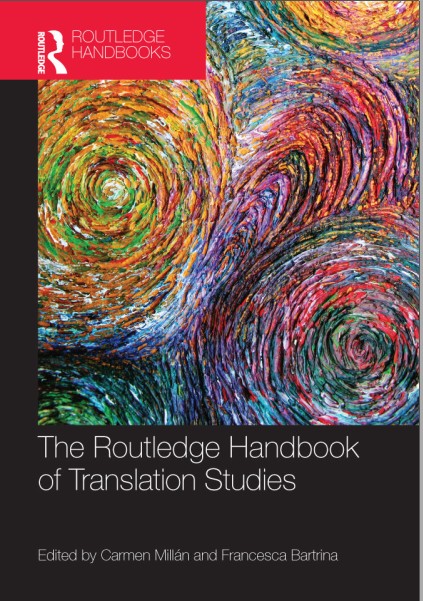 ROUTLEDGE
ROUTLEDGE
HANDBOOKS
The Routledge Handbook
of Translation Studies
Edited by Carmen Millán and Francesca Bartrina